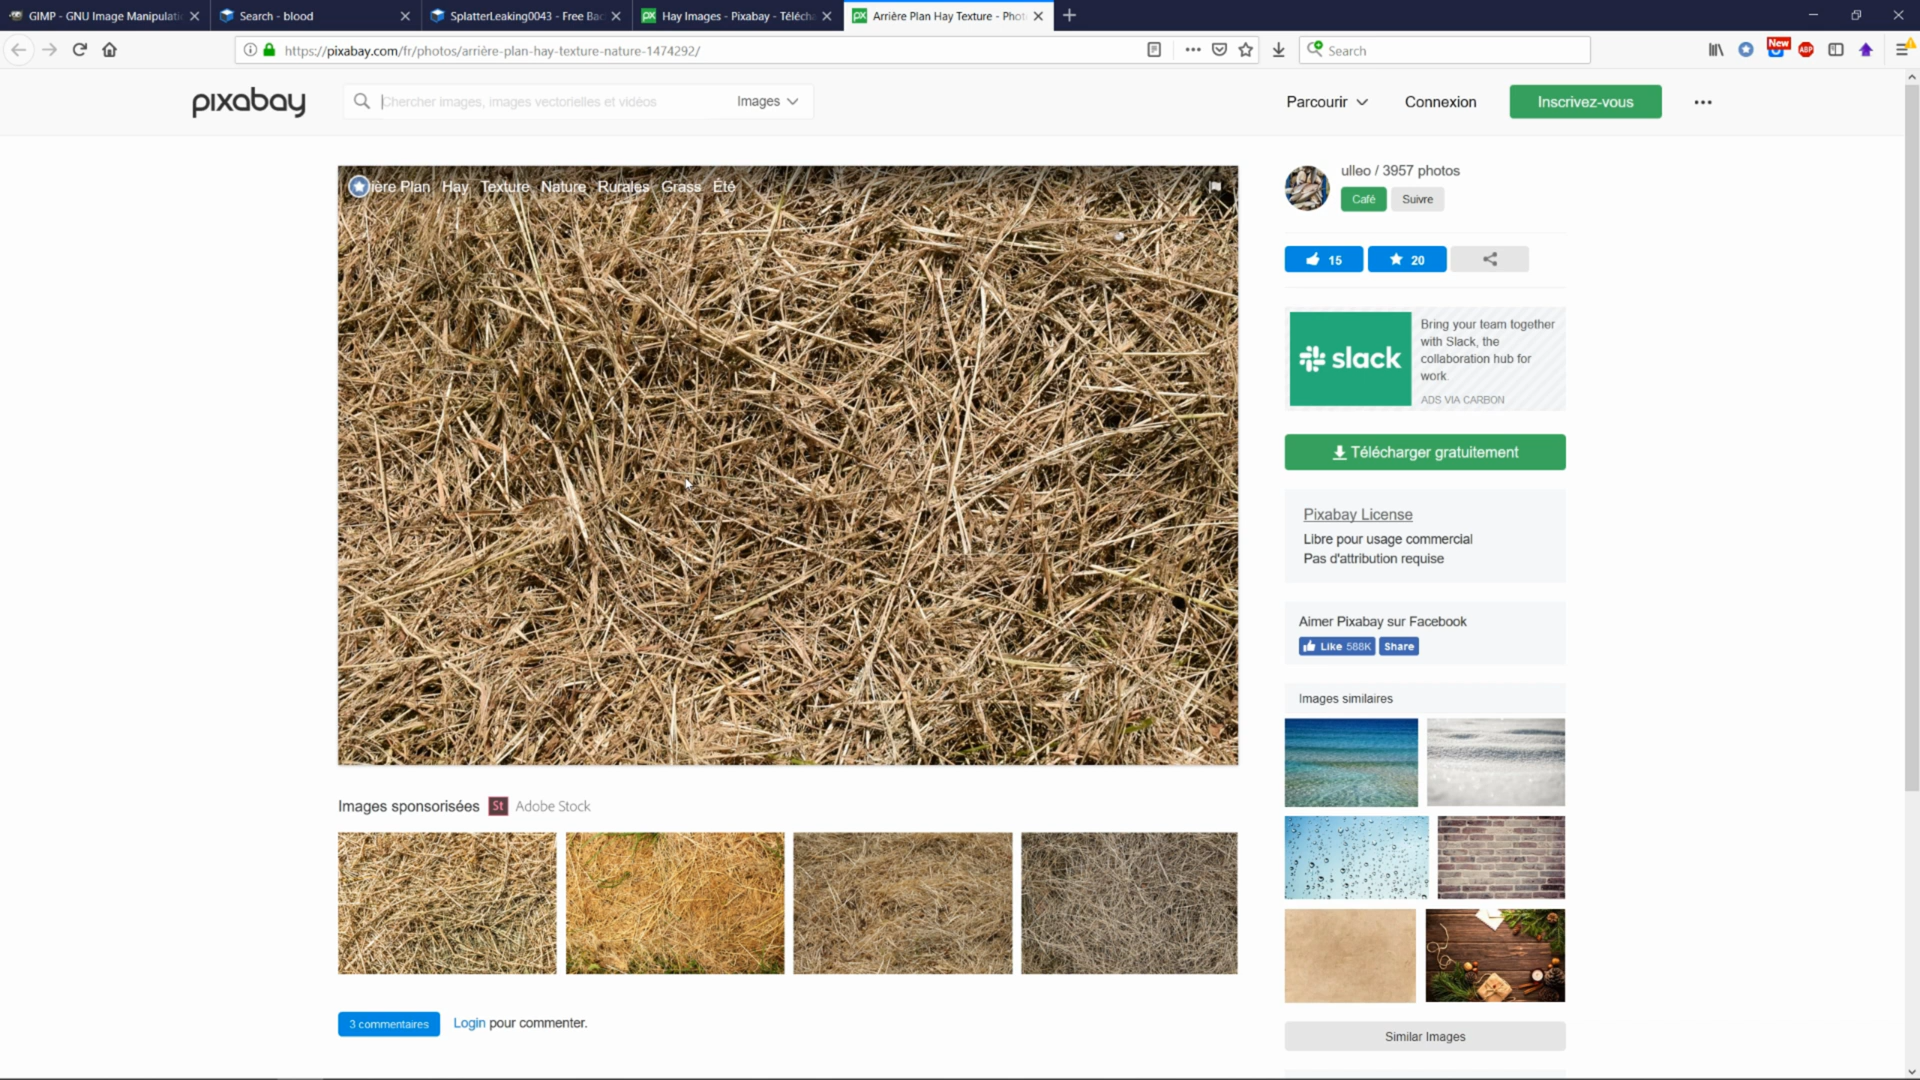 GIMP - GNU Image Manipulati
Search - blood
SplatterLeaking0043 - Free Bac
Hay Images - Pixabay - Téléch
Arrière Plan Hay Texture - Phot
https://pixabay.com/fr/photos/arrière-plan-hay-texture-nature-1474292/
Search
New
ABP
pixabay
Chercher images, images vectorielles et vidéos
Images
Parcourir
Connexion
Inscrivez-vous
ière Plan Hay Texture Nature Rurales Grass Été
ulleo / 3957 photos
Café
Suivre
15
20
slack
Bring your team together
with Slack, the
collaboration hub for
work.
ADS VIA CARBON
Télécharger gratuitement
Pixabay License
Libre pour usage commercial
Pas d'attribution requise
Aimer Pixabay sur Facebook
Like 588K
Share
Images similaires
Images sponsorisées St Adobe Stock
3 commentaires
Login pour commenter.
Similar Images